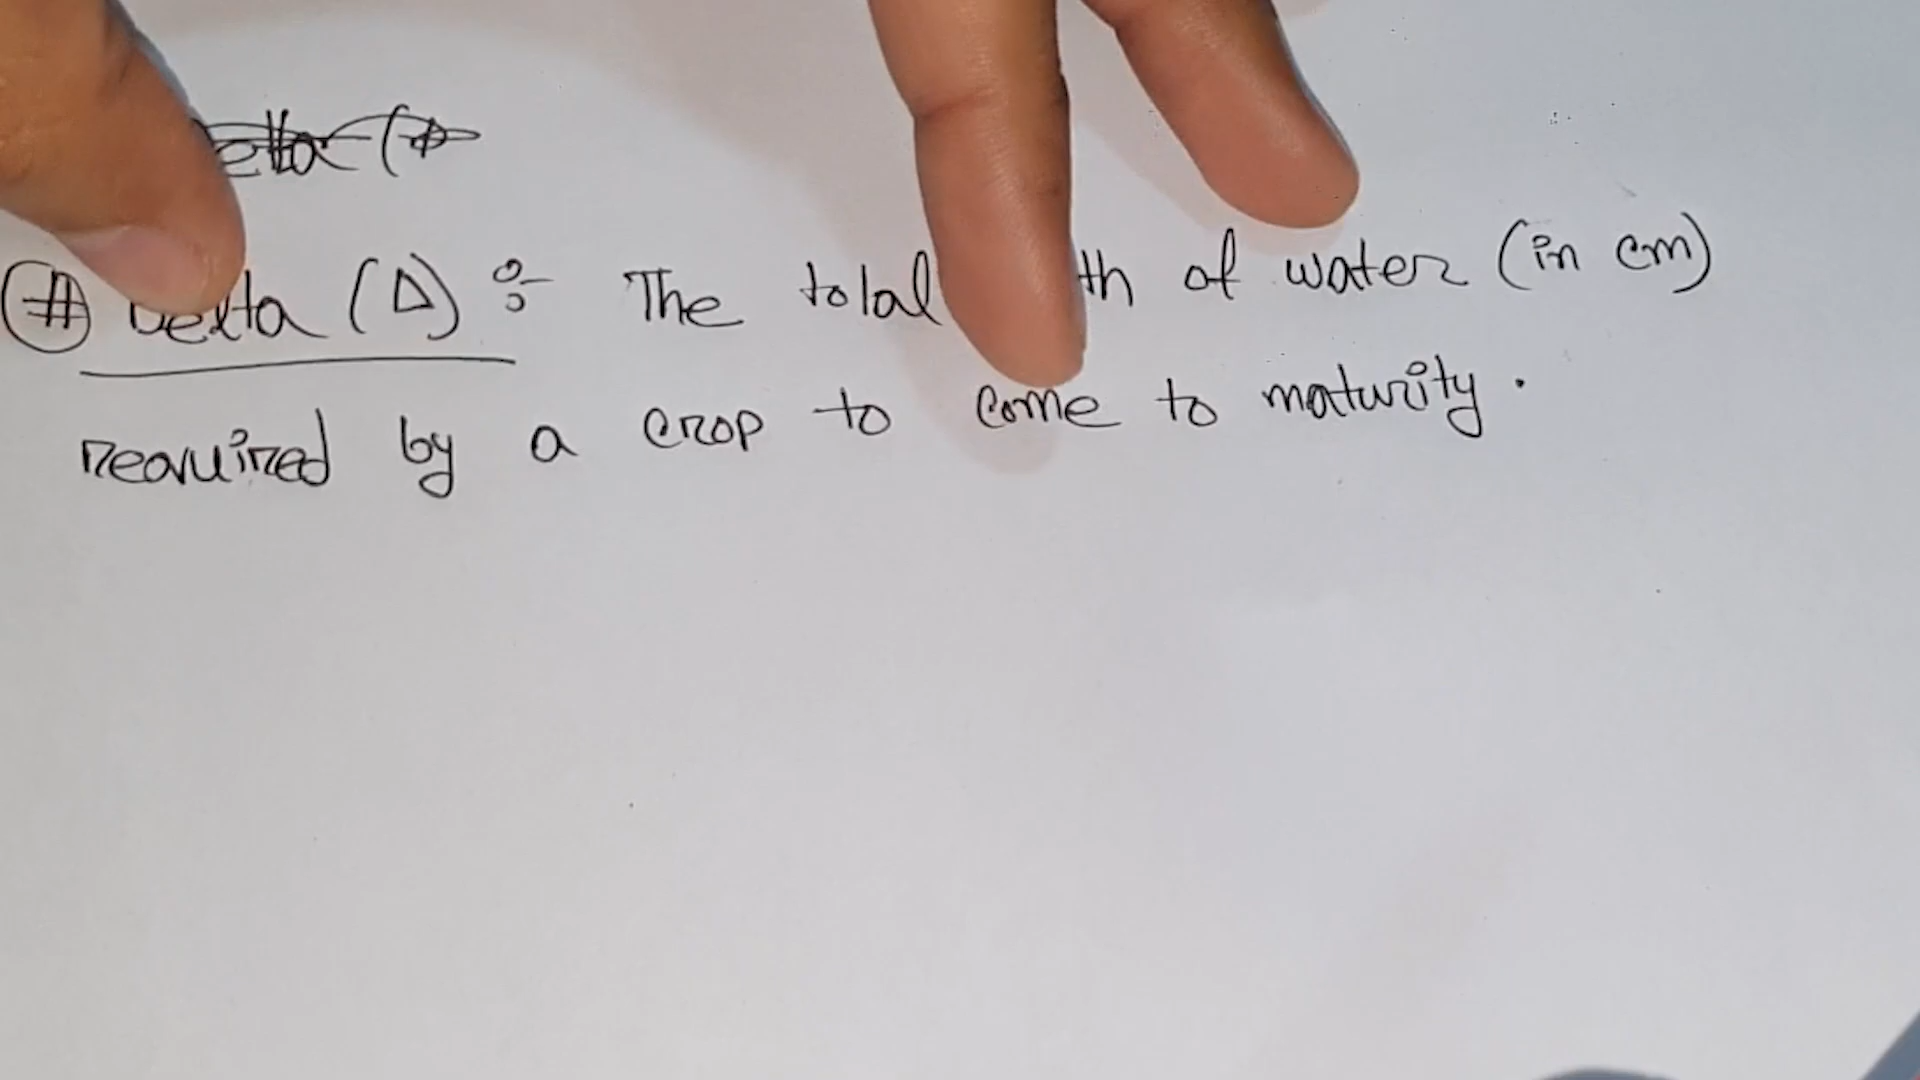 # Delta (Δ) :- The total th of water (in cm)
required by a crop to come to maturity.